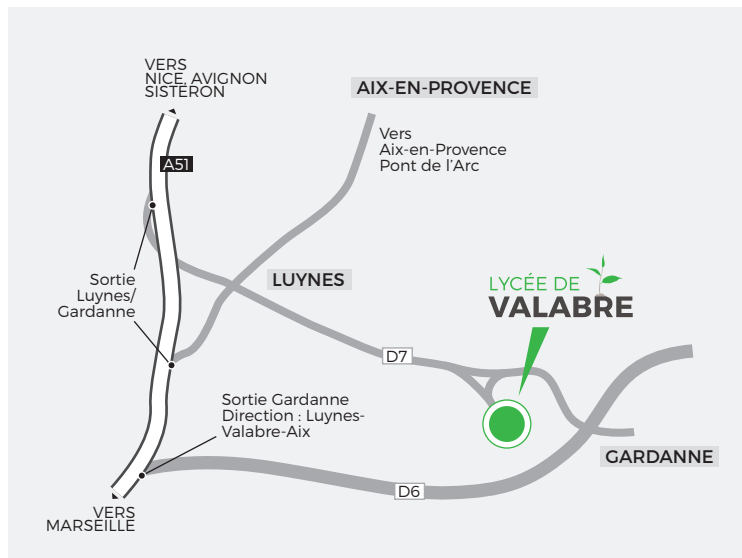 VERS
NICE, AVIGNON
SISTERON
AIX-EN-PROVENCE
Vers
Aix-en-Provence
Pont de l'Arc
A51
Sortie
Luynes/
Gardanne
LUYNES
LYCÉE DE
VALABRE
D7
Sortie Gardanne
Direction : Luynes-
Valabre-Aix
GARDANNE
D6
VERS
MARSEILLE